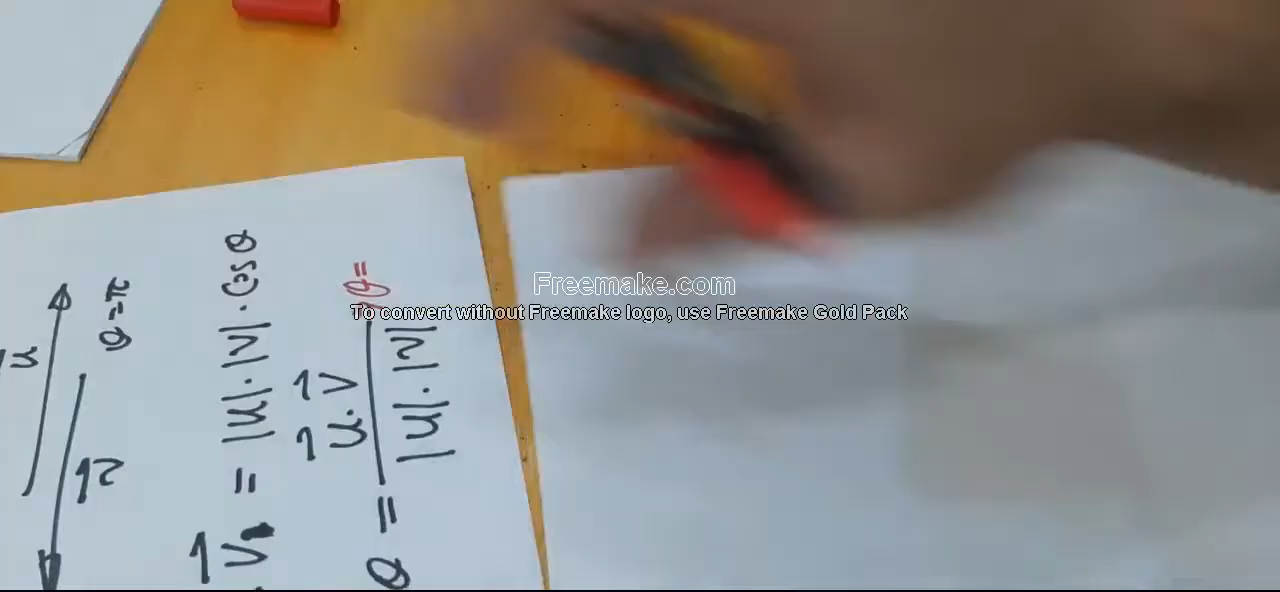 u
v
θ = π
. v = |u| . |v| . Cos θ
θ = u . v / |u| . |v|
θ =
Freemake.com
To convert without Freemake logo, use Freemake Gold Pack